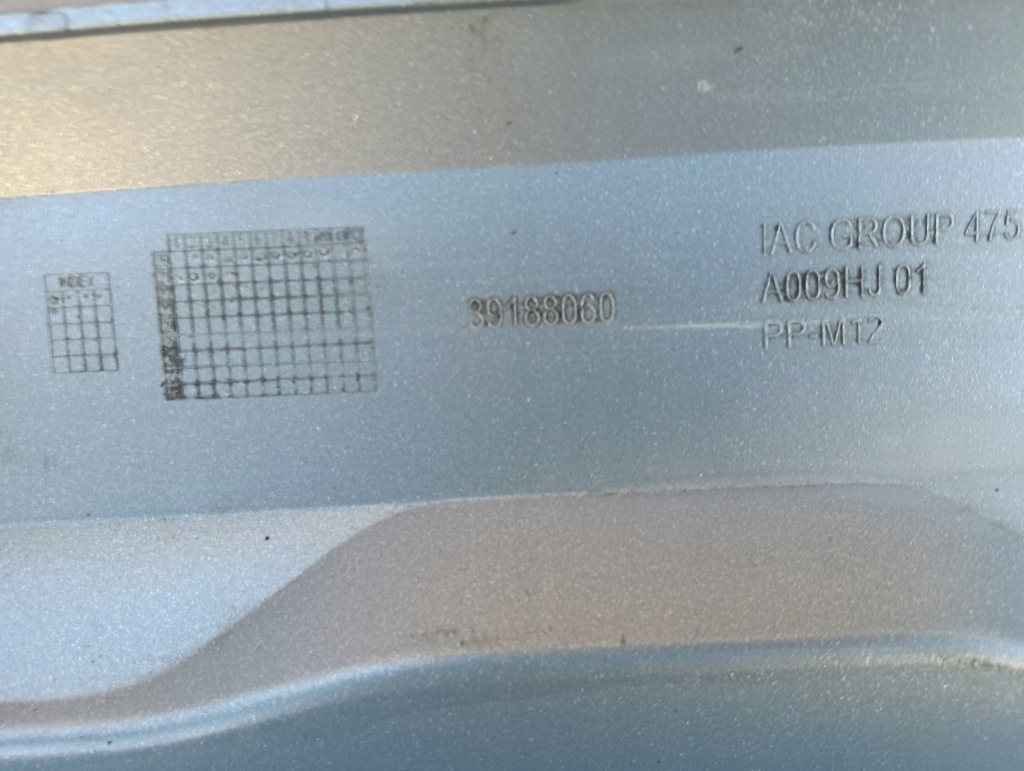 IAC GROUP 475
39188060
A009HJ 01
PP-MT2